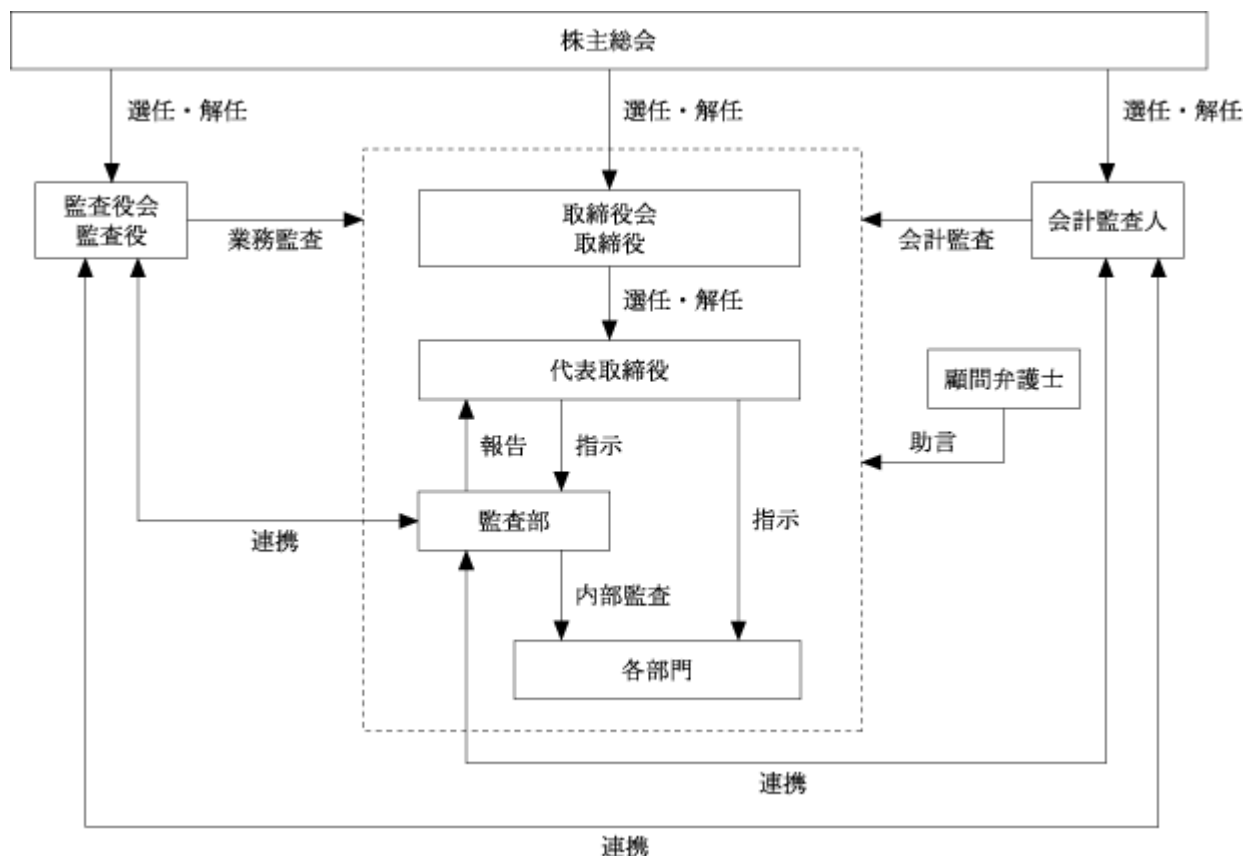 株主総会
選任・解任
選任・解任
選任・解任
監査役会
監査役
業務監査
取締役会
取締役
会計監査
会計監査人
選任・解任
代表取締役
顧問弁護士
報告
指示
助言
監査部
指示
連携
内部監査
各部門
連携
連携